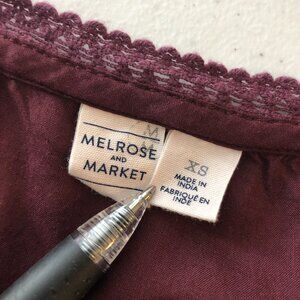 M
MELROSE
AND
MARKET
XS
MADE IN
INDIA
FABRIQUÉ EN
INDE